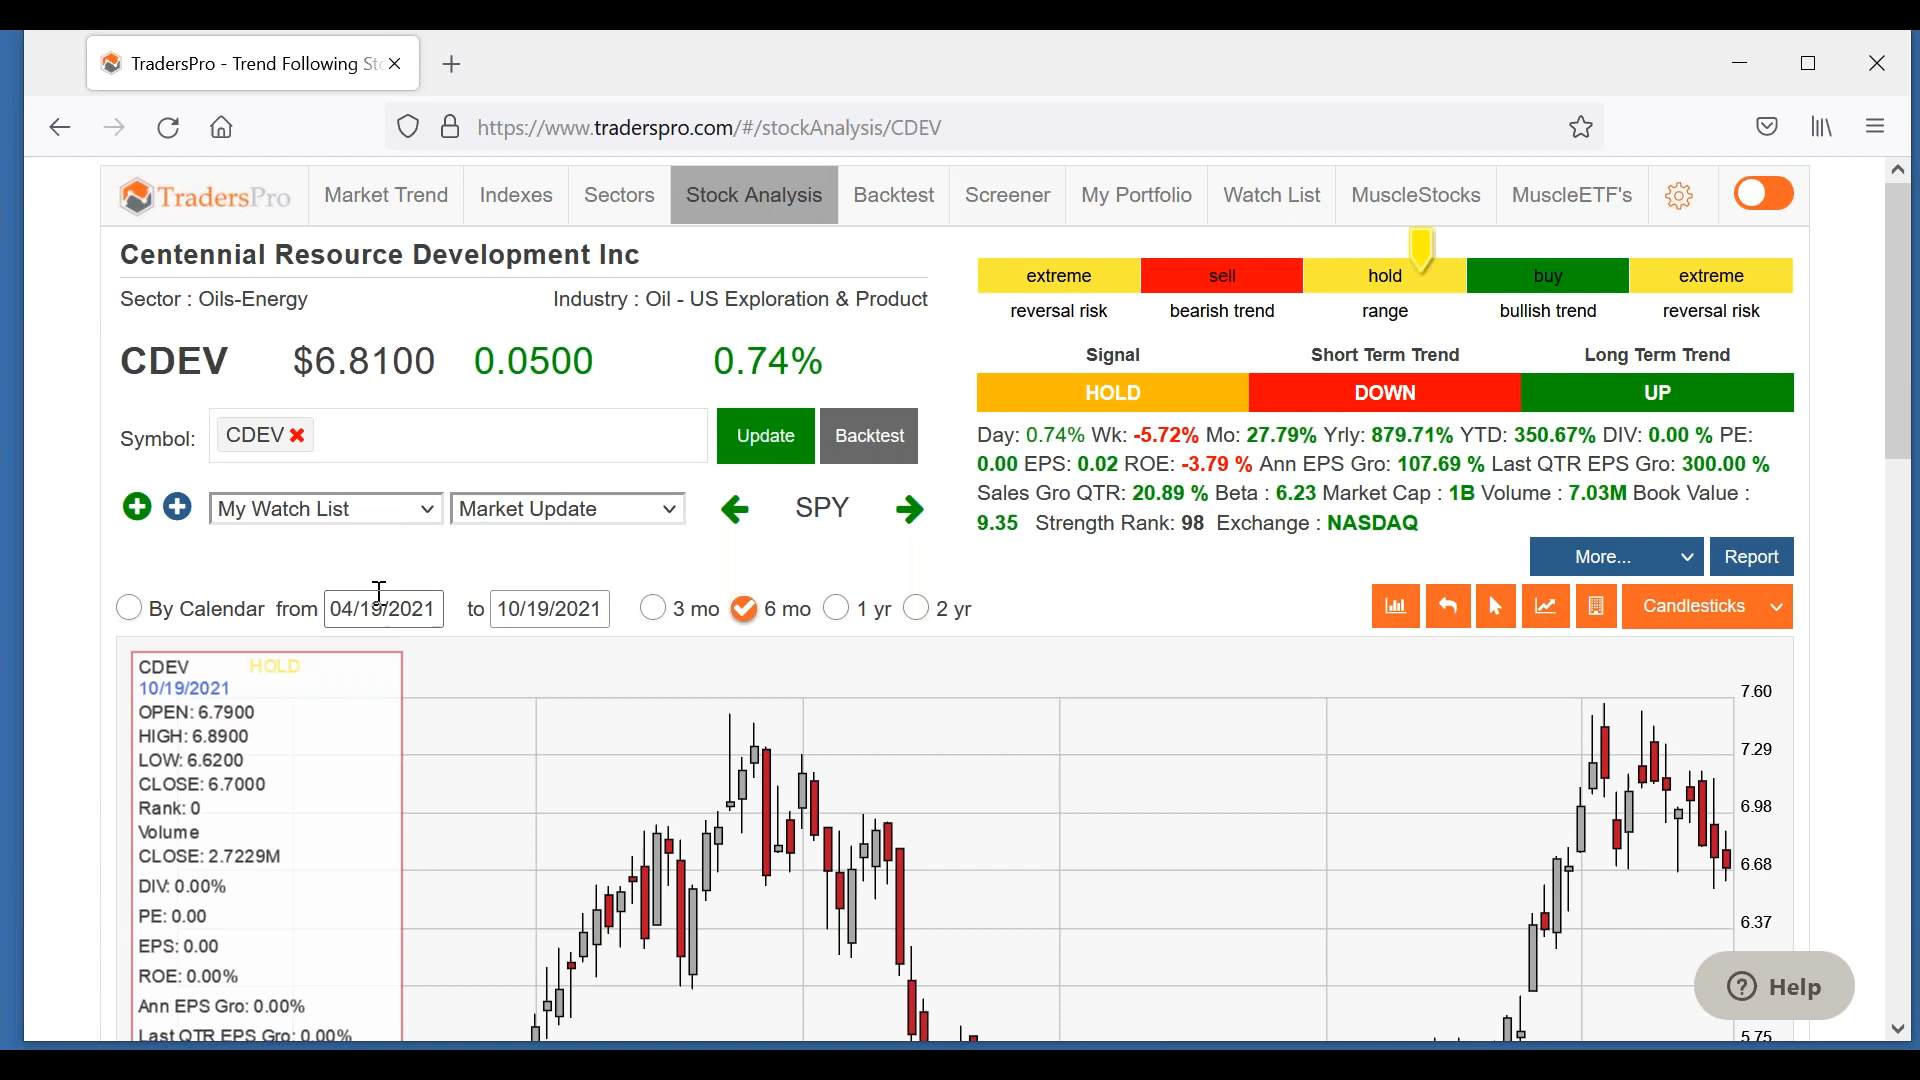 TradersPro - Trend Following Sto
https://www.traderspro.com/#/stockAnalysis/CDEV
TradersPro Market Trend Indexes Sectors Stock Analysis Backtest Screener My Portfolio Watch List MuscleStocks MuscleETF's
Centennial Resource Development Inc
Sector : Oils-Energy Industry : Oil - US Exploration & Product
CDEV $6.8100 0.0500 0.74%
Symbol: CDEV Update Backtest
My Watch List Market Update SPY
extreme sell hold buy extreme
reversal risk bearish trend range bullish trend reversal risk
Signal Short Term Trend Long Term Trend
HOLD DOWN UP
Day: 0.74% Wk: -5.72% Mo: 27.79% Yrly: 879.71% YTD: 350.67% DIV: 0.00 % PE:
0.00 EPS: 0.02 ROE: -3.79 % Ann EPS Gro: 107.69 % Last QTR EPS Gro: 300.00 %
Sales Gro QTR: 20.89 % Beta : 6.23 Market Cap : 1B Volume : 7.03M Book Value :
9.35 Strength Rank: 98 Exchange : NASDAQ
More... Report
By Calendar from 04/19/2021 to 10/19/2021 3 mo 6 mo 1 yr 2 yr Candlesticks
CDEV HOLD
10/19/2021
OPEN: 6.7900
HIGH: 6.8900
LOW: 6.6200
CLOSE: 6.7000
Rank: 0
Volume
CLOSE: 2.7229M
DIV: 0.00%
PE: 0.00
EPS: 0.00
ROE: 0.00%
Ann EPS Gro: 0.00%
Last QTR EPS Gro: 0.00%
7.60
7.29
6.98
6.68
6.37
5.75
Help